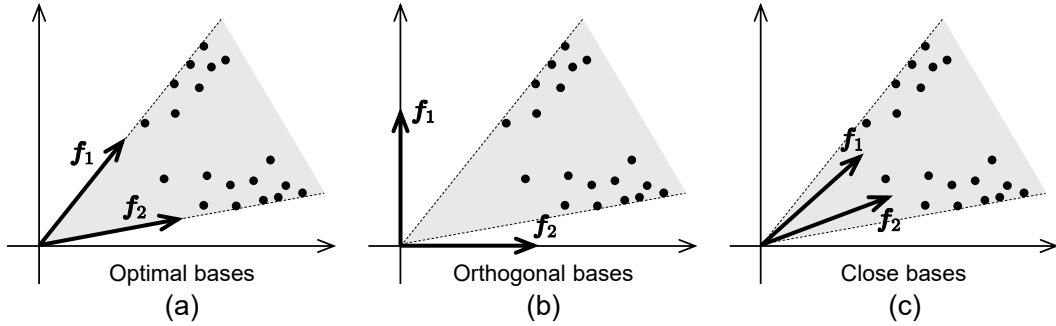 f₁
f₂
Optimal bases
(a)
f₁
f₂
Orthogonal bases
(b)
f₁
f₂
Close bases
(c)